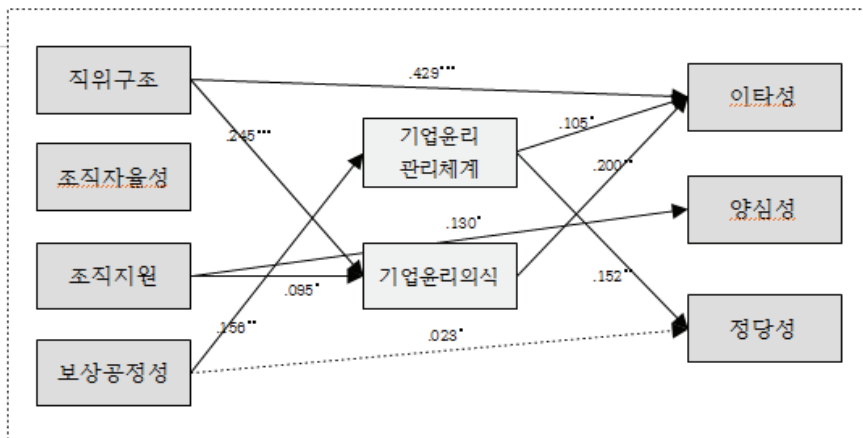 직위구조
.429***
이타성
.245***
기업윤리
관리체계
.105*
조직자율성
.200**
양심성
.130*
조직지원
.095*
기업윤리의식
.152**
정당성
.156**
.023*
보상공정성